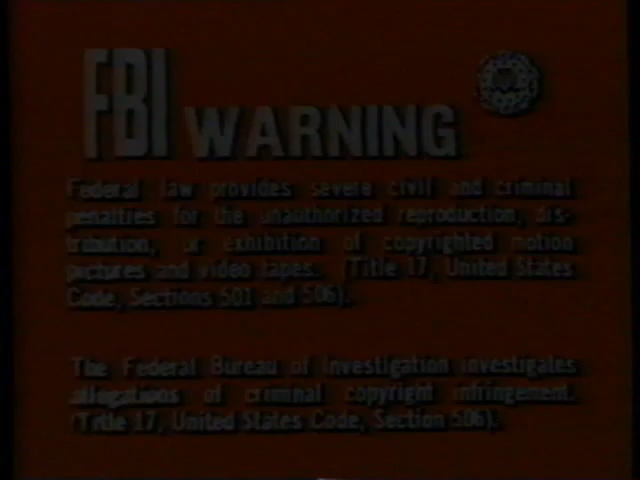 FBI WARNING
Federal law provides severe civil and criminal
penalties for the unauthorized reproduction, dis-
tribution, or exhibition of copyrighted motion
pictures and video tapes. (Title 17, United States
Code, Sections 501 and 506).
The Federal Bureau of Investigation investigates
allegations of criminal copyright infringement.
(Title 17, United States Code, Section 506).